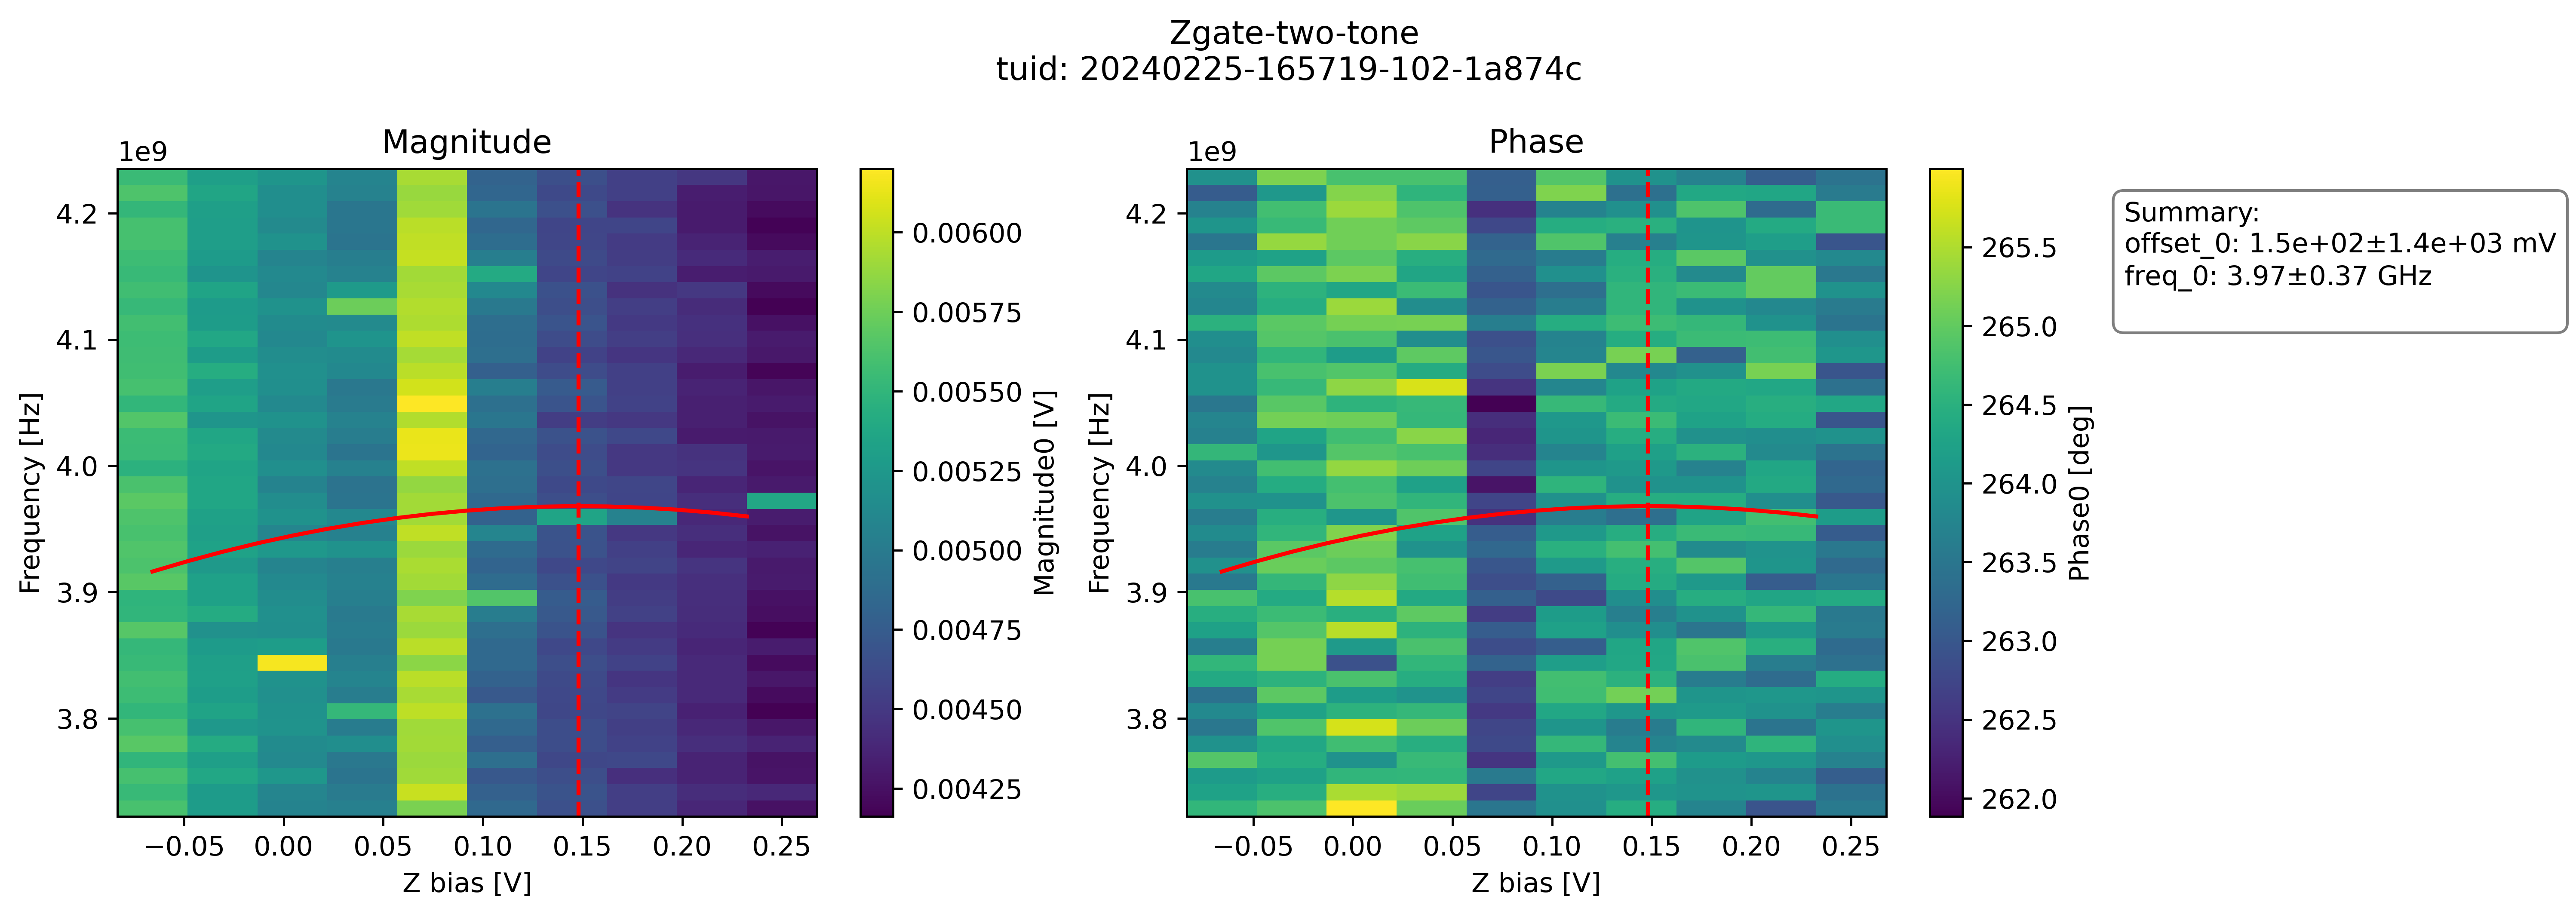 Zgate-two-tone
tuid: 20240225-165719-102-1a874c
Magnitude
1e9
4.2
4.1
4.0
3.9
3.8
Frequency [Hz]
−0.05
0.00
0.05
0.10
0.15
0.20
0.25
Z bias [V]
0.00600
0.00575
0.00550
0.00525
0.00500
0.00475
0.00450
0.00425
Magnitude0 [V]
Phase
1e9
4.2
4.1
4.0
3.9
3.8
Frequency [Hz]
−0.05
0.00
0.05
0.10
0.15
0.20
0.25
Z bias [V]
265.5
265.0
264.5
264.0
263.5
263.0
262.5
262.0
Phase0 [deg]
Summary:
offset_0: 1.5e+02±1.4e+03 mV
freq_0: 3.97±0.37 GHz